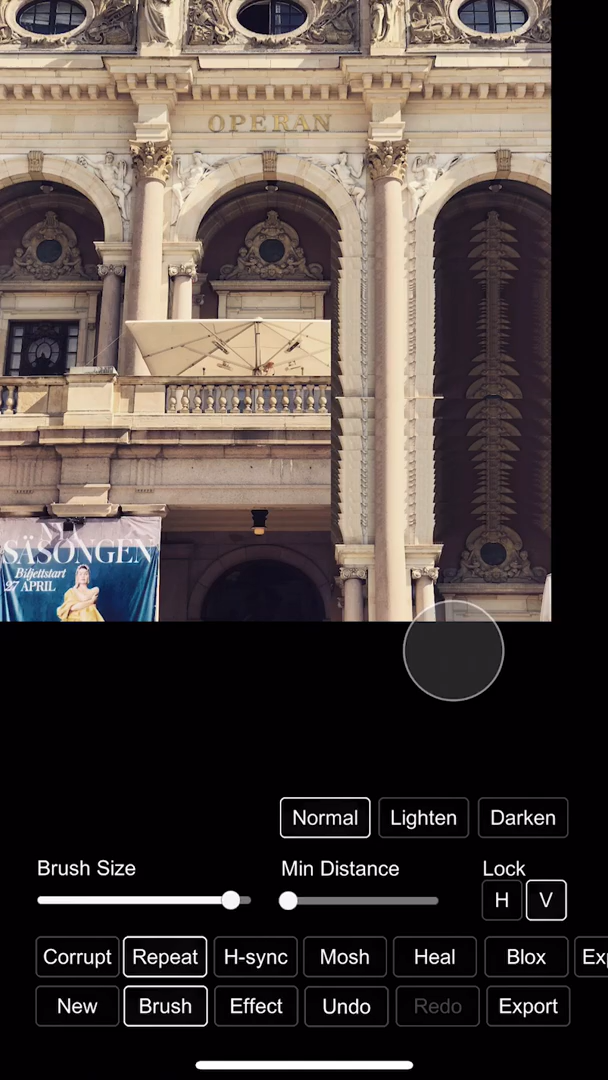 OPERAN
SÄSONGEN
Biljettstart
27 APRIL
Normal
Lighten
Darken
Brush Size
Min Distance
Lock
H
V
Corrupt
Repeat
H-sync
Mosh
Heal
Blox
Exp
New
Brush
Effect
Undo
Redo
Export